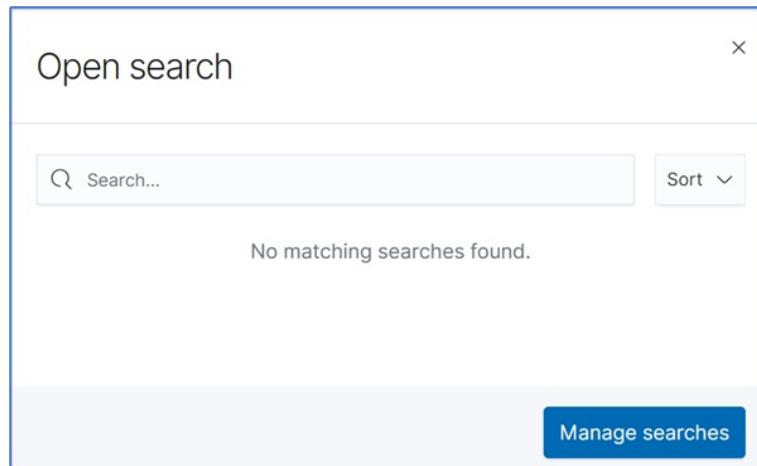 Open search
Search...
Sort
No matching searches found.
Manage searches